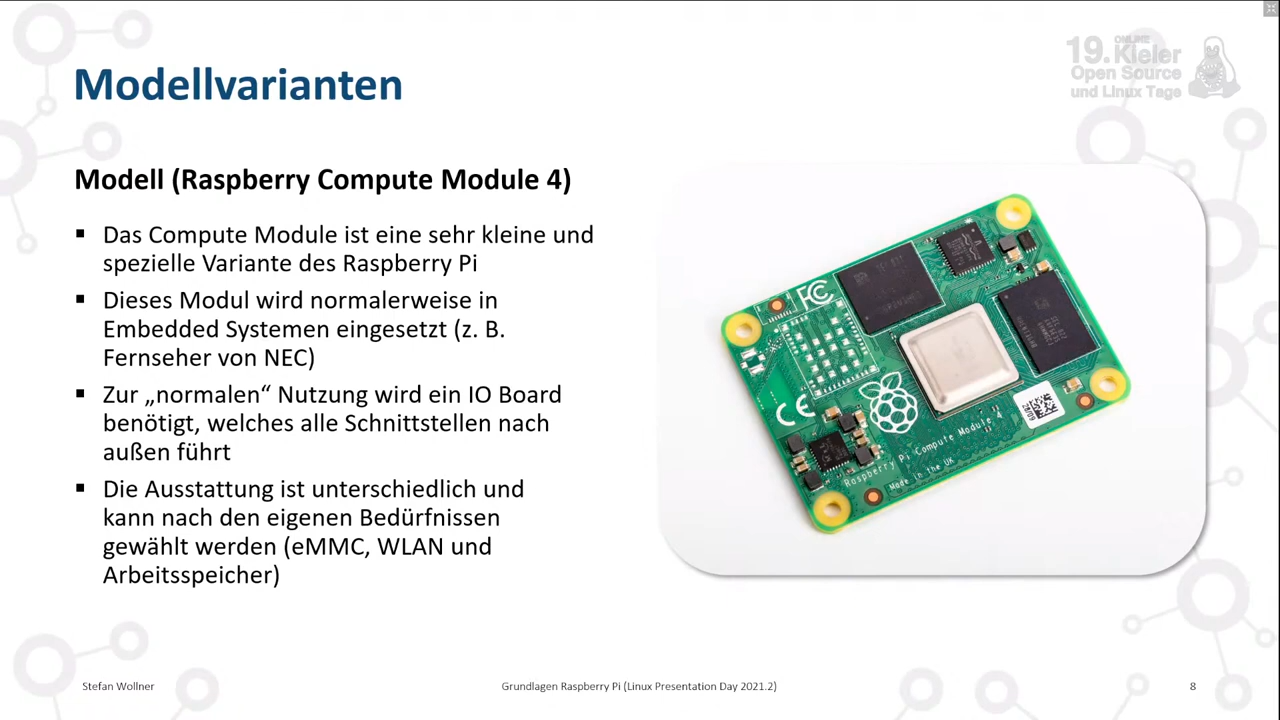 Modellvarianten
ONLINE
19. Kieler
Open Source
und Linux Tage
Modell (Raspberry Compute Module 4)
▪ Das Compute Module ist eine sehr kleine und
spezielle Variante des Raspberry Pi
▪ Dieses Modul wird normalerweise in
Embedded Systemen eingesetzt (z. B.
Fernseher von NEC)
▪ Zur „normalen“ Nutzung wird ein IO Board
benötigt, welches alle Schnittstellen nach
außen führt
▪ Die Ausstattung ist unterschiedlich und
kann nach den eigenen Bedürfnissen
gewählt werden (eMMC, WLAN und
Arbeitsspeicher)
FC
CE
Raspberry Pi Compute Module 4
Made in the UK
Stefan Wollner
Grundlagen Raspberry Pi (Linux Presentation Day 2021.2)
8